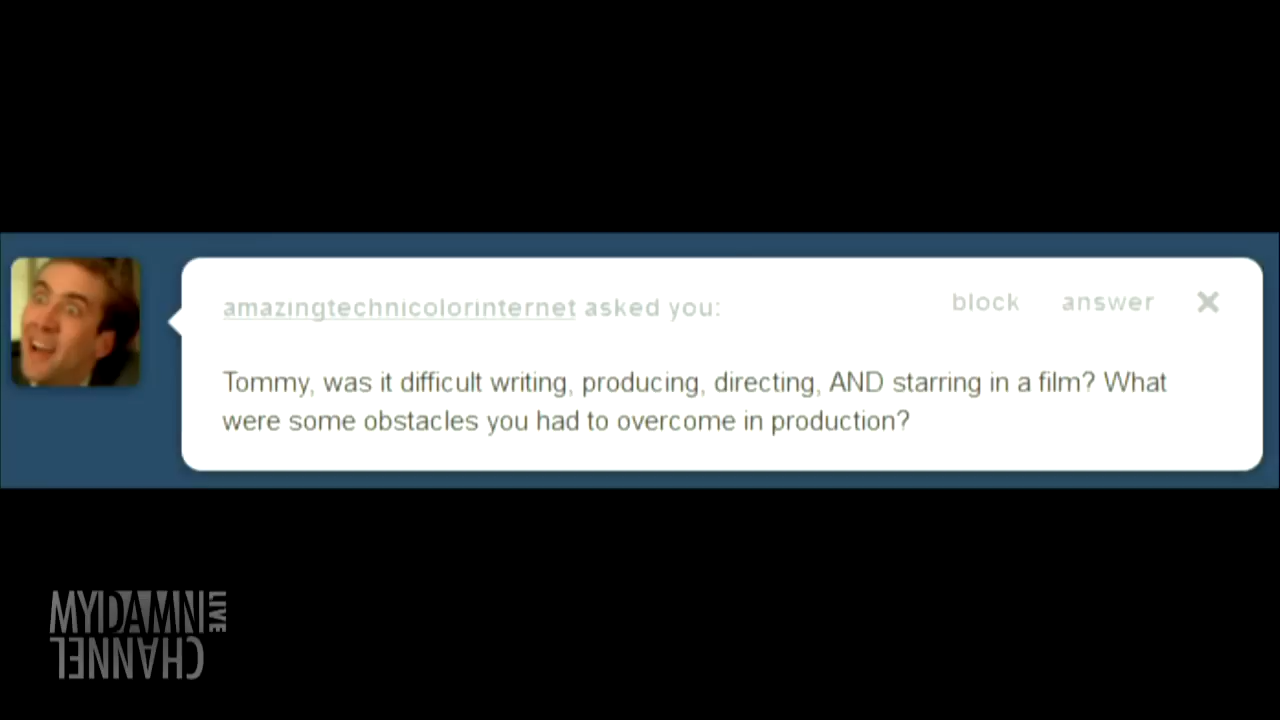 amazingtechnicolorinternet asked you: block answer ×
Tommy, was it difficult writing, producing, directing, AND starring in a film? What
were some obstacles you had to overcome in production?
MYDAMN LIVE
CHANNEL